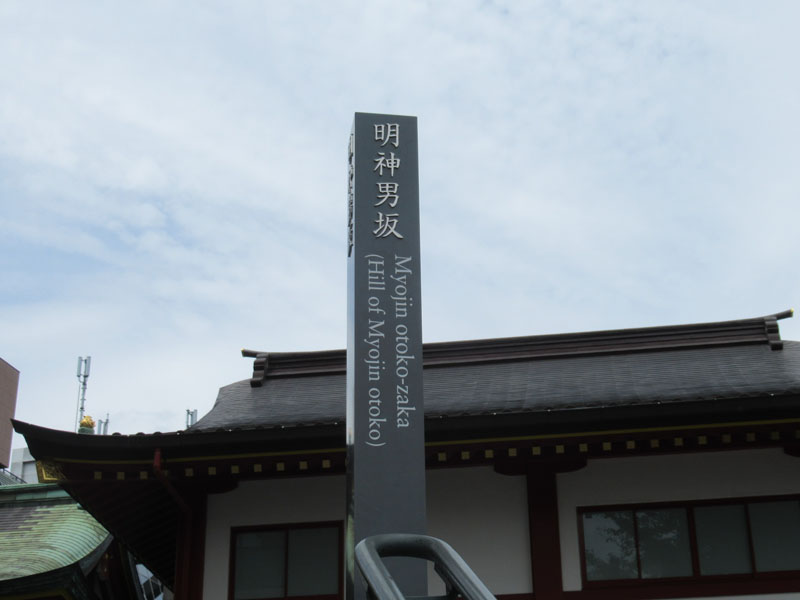 明神男坂
Myojin otoko-zaka
(Hill of Myojin otoko)